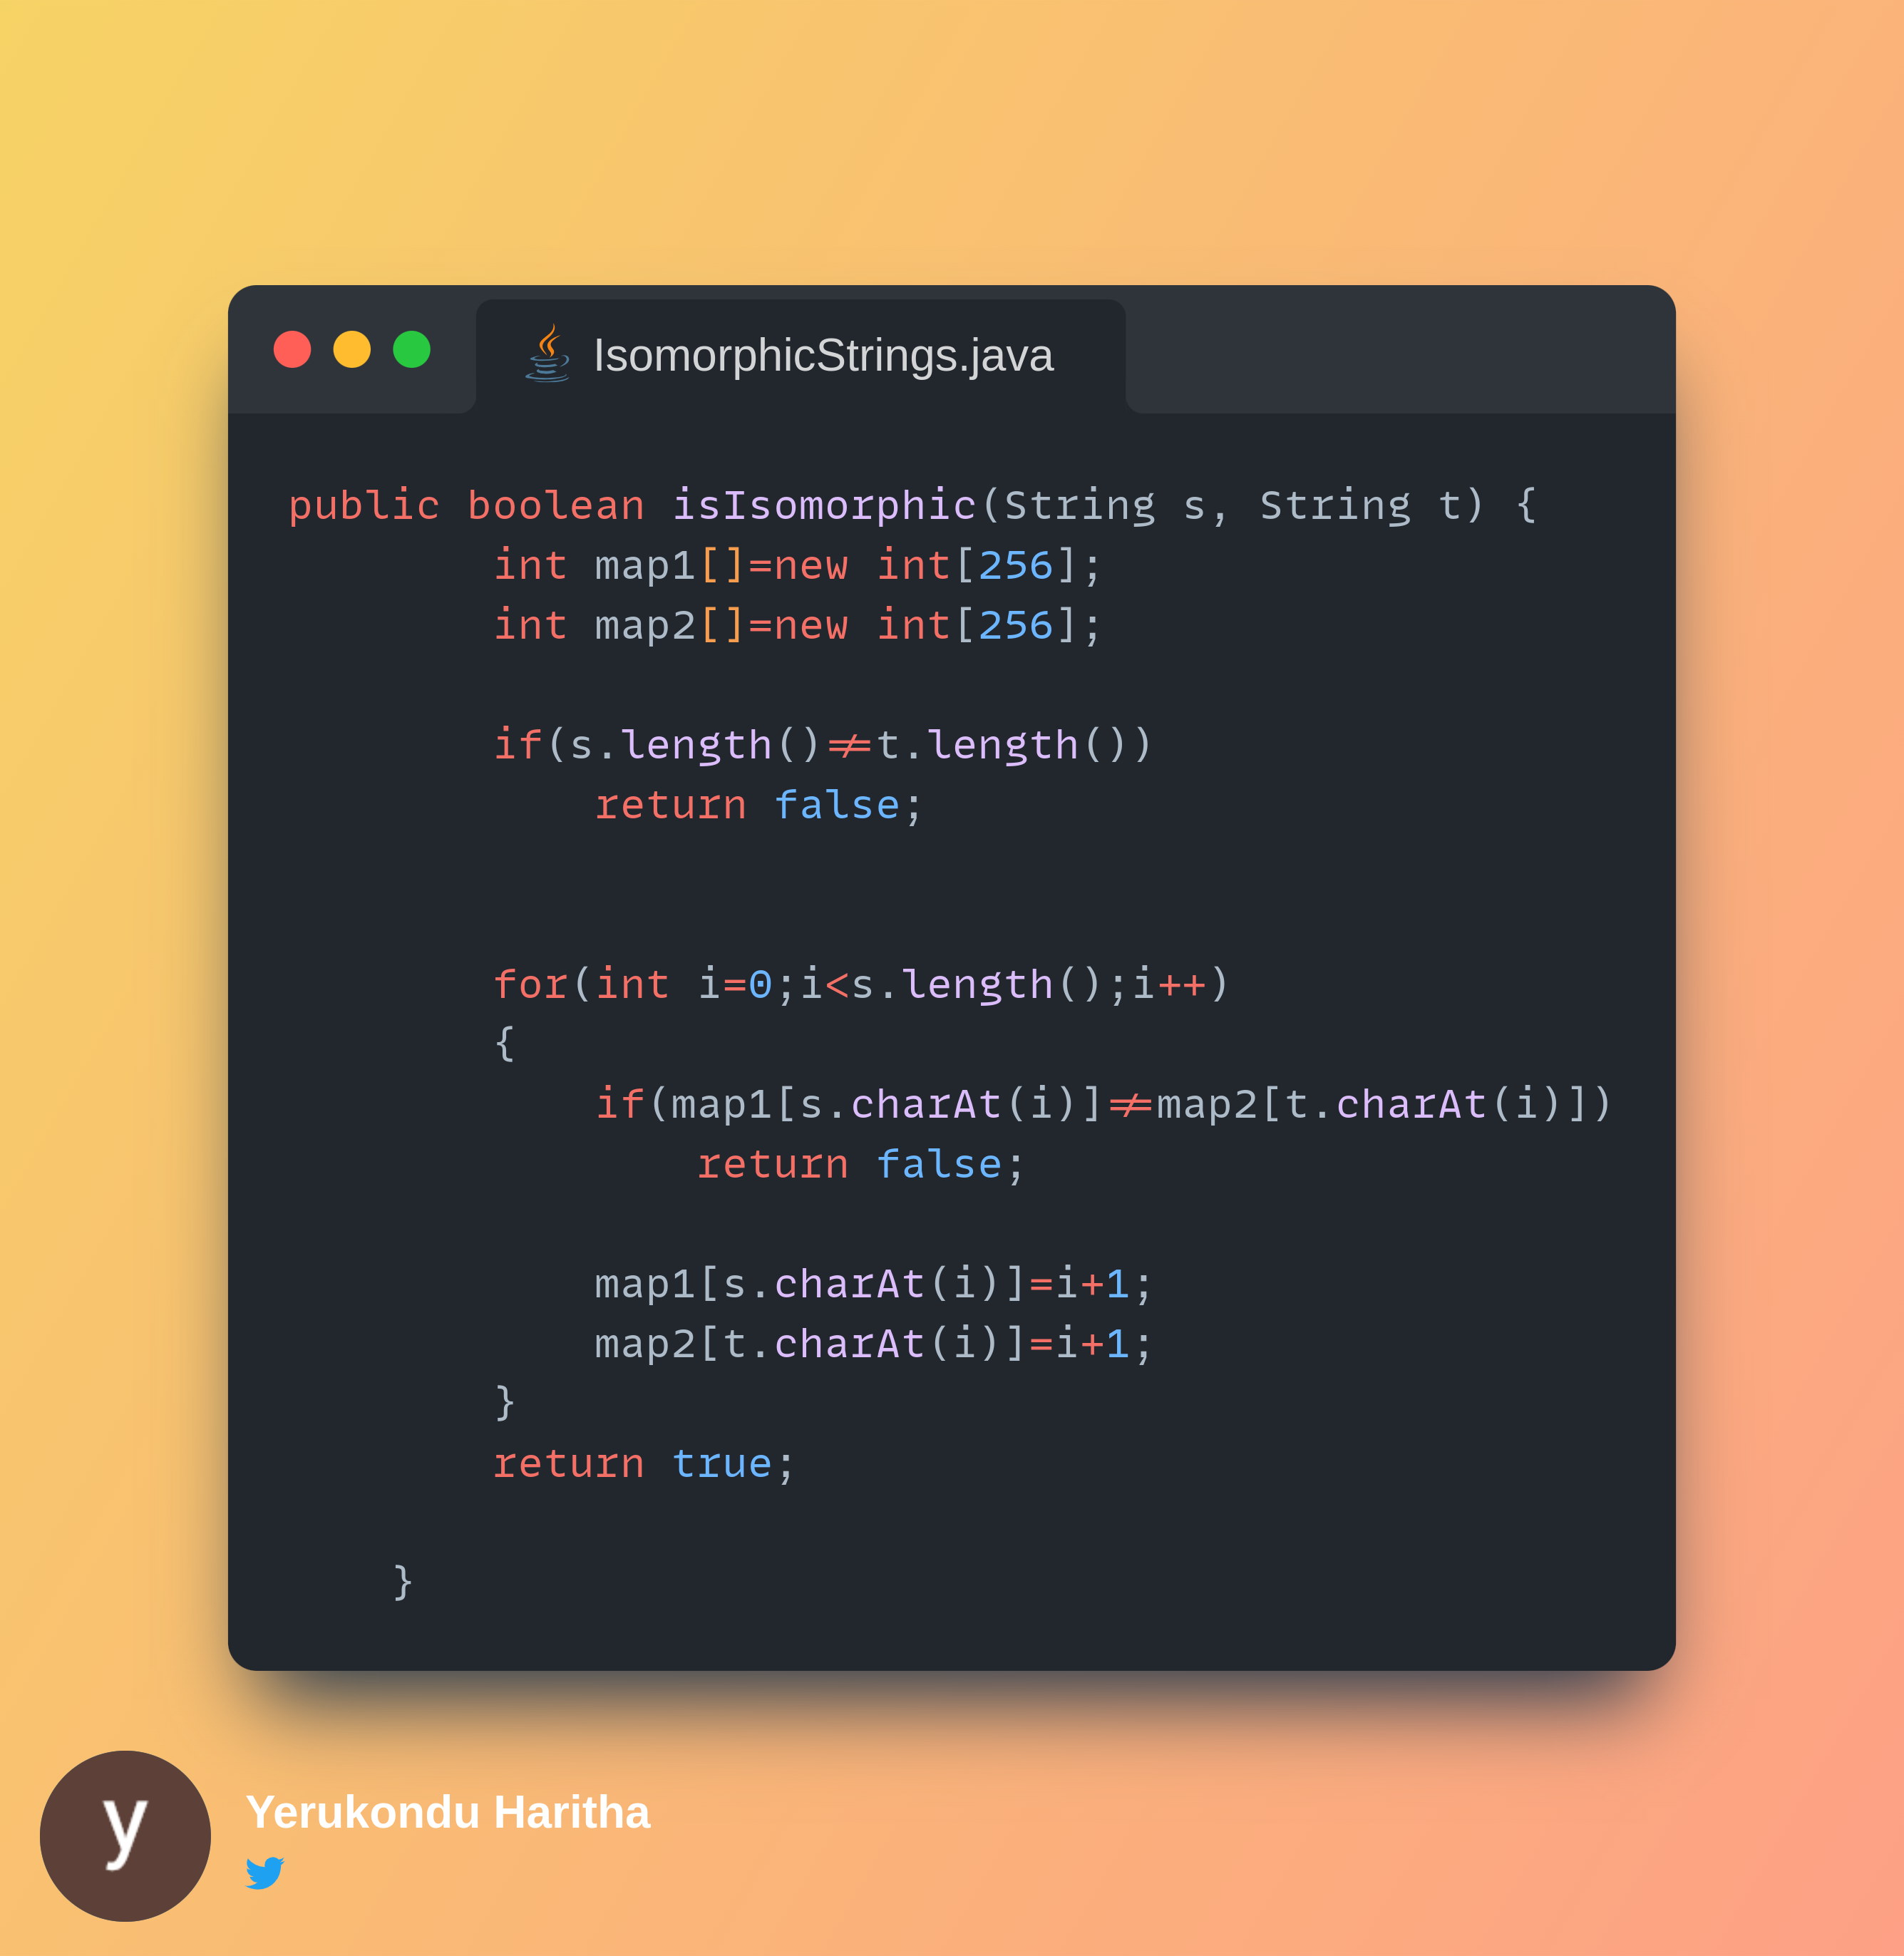 IsomorphicStrings.java
public boolean isIsomorphic(String s, String t) {
        int map1[]=new int[256];
        int map2[]=new int[256];

        if(s.length()!=t.length())
            return false;

        for(int i=0;i<s.length();i++)
        {
            if(map1[s.charAt(i)]!=map2[t.charAt(i)])
                return false;

            map1[s.charAt(i)]=i+1;
            map2[t.charAt(i)]=i+1;
        }
        return true;

    }
y
Yerukondu Haritha